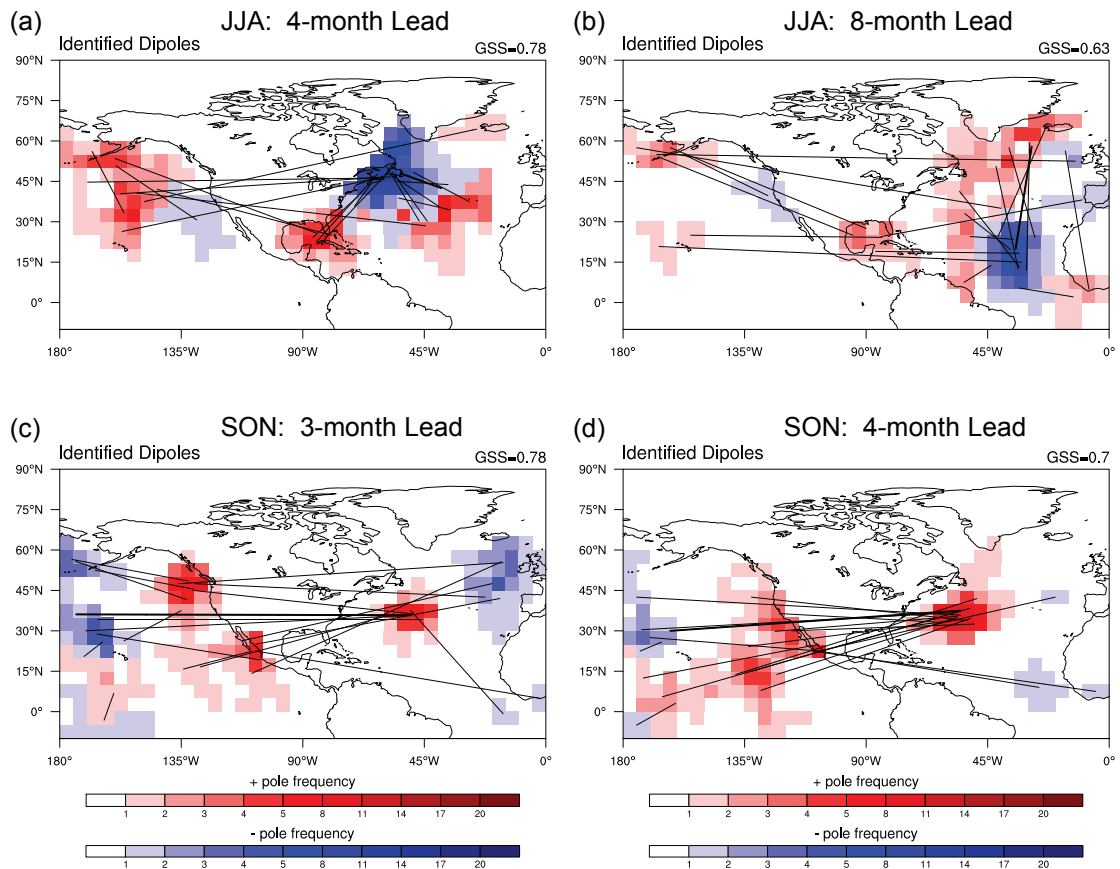 (a) JJA: 4-month Lead
Identified Dipoles GSS=0.78
90°N
75°N
60°N
45°N
30°N
15°N
0°
180° 135°W 90°W 45°W 0°
(b) JJA: 8-month Lead
Identified Dipoles GSS=0.63
90°N
75°N
60°N
45°N
30°N
15°N
0°
180° 135°W 90°W 45°W 0°
(c) SON: 3-month Lead
Identified Dipoles GSS=0.78
90°N
75°N
60°N
45°N
30°N
15°N
0°
180° 135°W 90°W 45°W 0°
+ pole frequency
1 2 3 4 5 8 11 14 17 20
- pole frequency
1 2 3 4 5 8 11 14 17 20
(d) SON: 4-month Lead
Identified Dipoles GSS=0.7
90°N
75°N
60°N
45°N
30°N
15°N
0°
180° 135°W 90°W 45°W 0°
+ pole frequency
1 2 3 4 5 8 11 14 17 20
- pole frequency
1 2 3 4 5 8 11 14 17 20